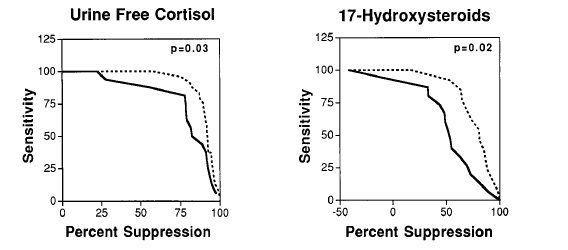 Urine Free Cortisol
125
100
75
50
25
0
Sensitivity
p=0.03
0 25 50 75 100
Percent Suppression
17-Hydroxysteroids
125
100
75
50
25
0
Sensitivity
p=0.02
-50 0 50 100
Percent Suppression